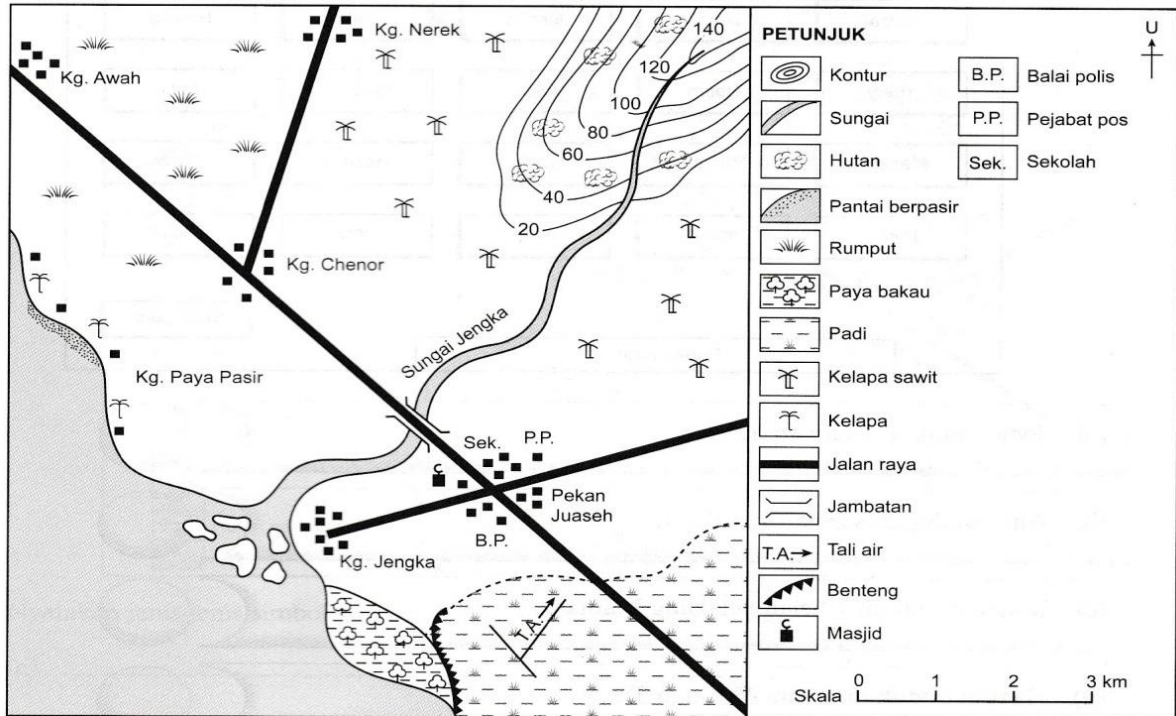 Kg. Nerek
Kg. Awah
140
120
100
80
60
40
20
Kg. Chenor
Sungai Jengka
Kg. Paya Pasir
Sek.
P.P.
Pekan
Juaseh
B.P.
Kg. Jengka
T.A.
PETUNJUK
U
Kontur
Sungai
Hutan
Pantai berpasir
Rumput
Paya bakau
Padi
Kelapa sawit
Kelapa
Jalan raya
Jambatan
T.A. Tali air
Benteng
Masjid
B.P. Balai polis
P.P. Pejabat pos
Sek. Sekolah
Skala 0 1 2 3 km